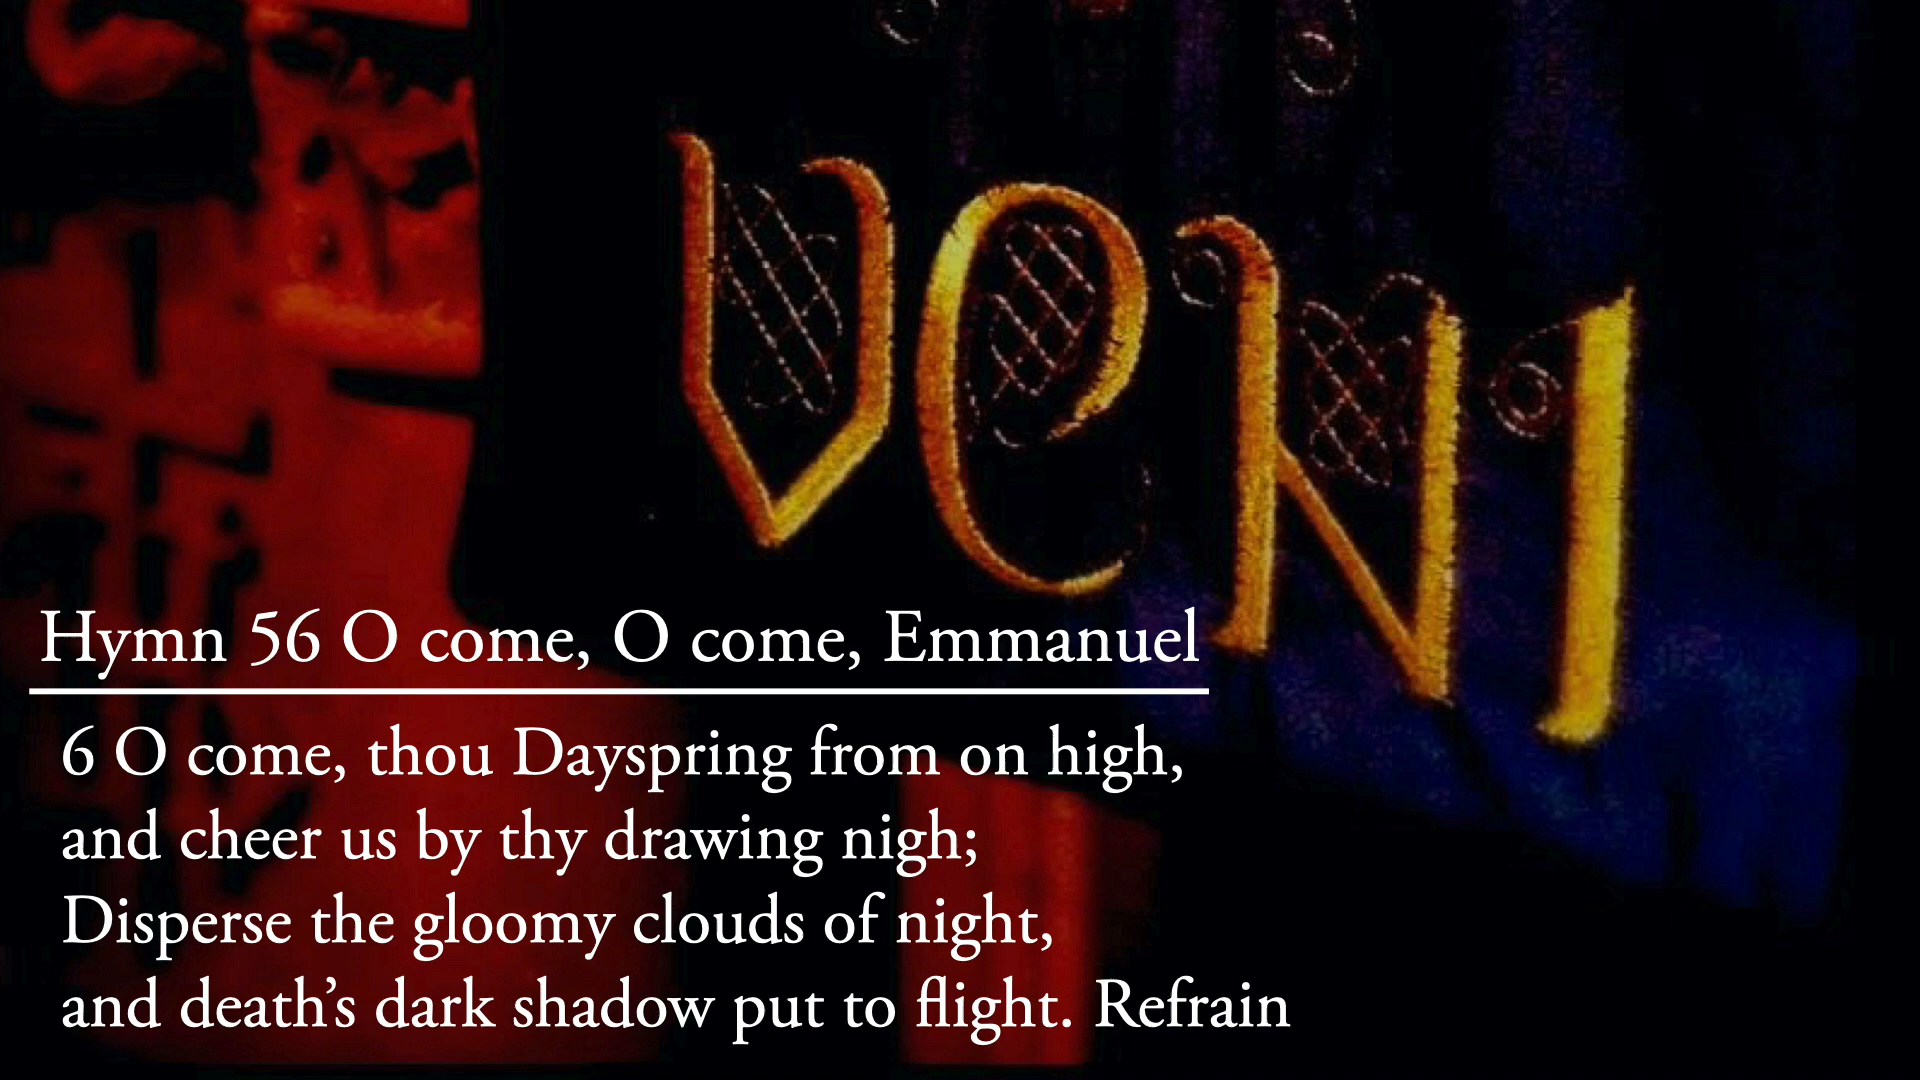 VENI
Hymn 56 O come, O come, Emmanuel
6 O come, thou Dayspring from on high,
and cheer us by thy drawing nigh;
Disperse the gloomy clouds of night,
and death’s dark shadow put to flight. Refrain